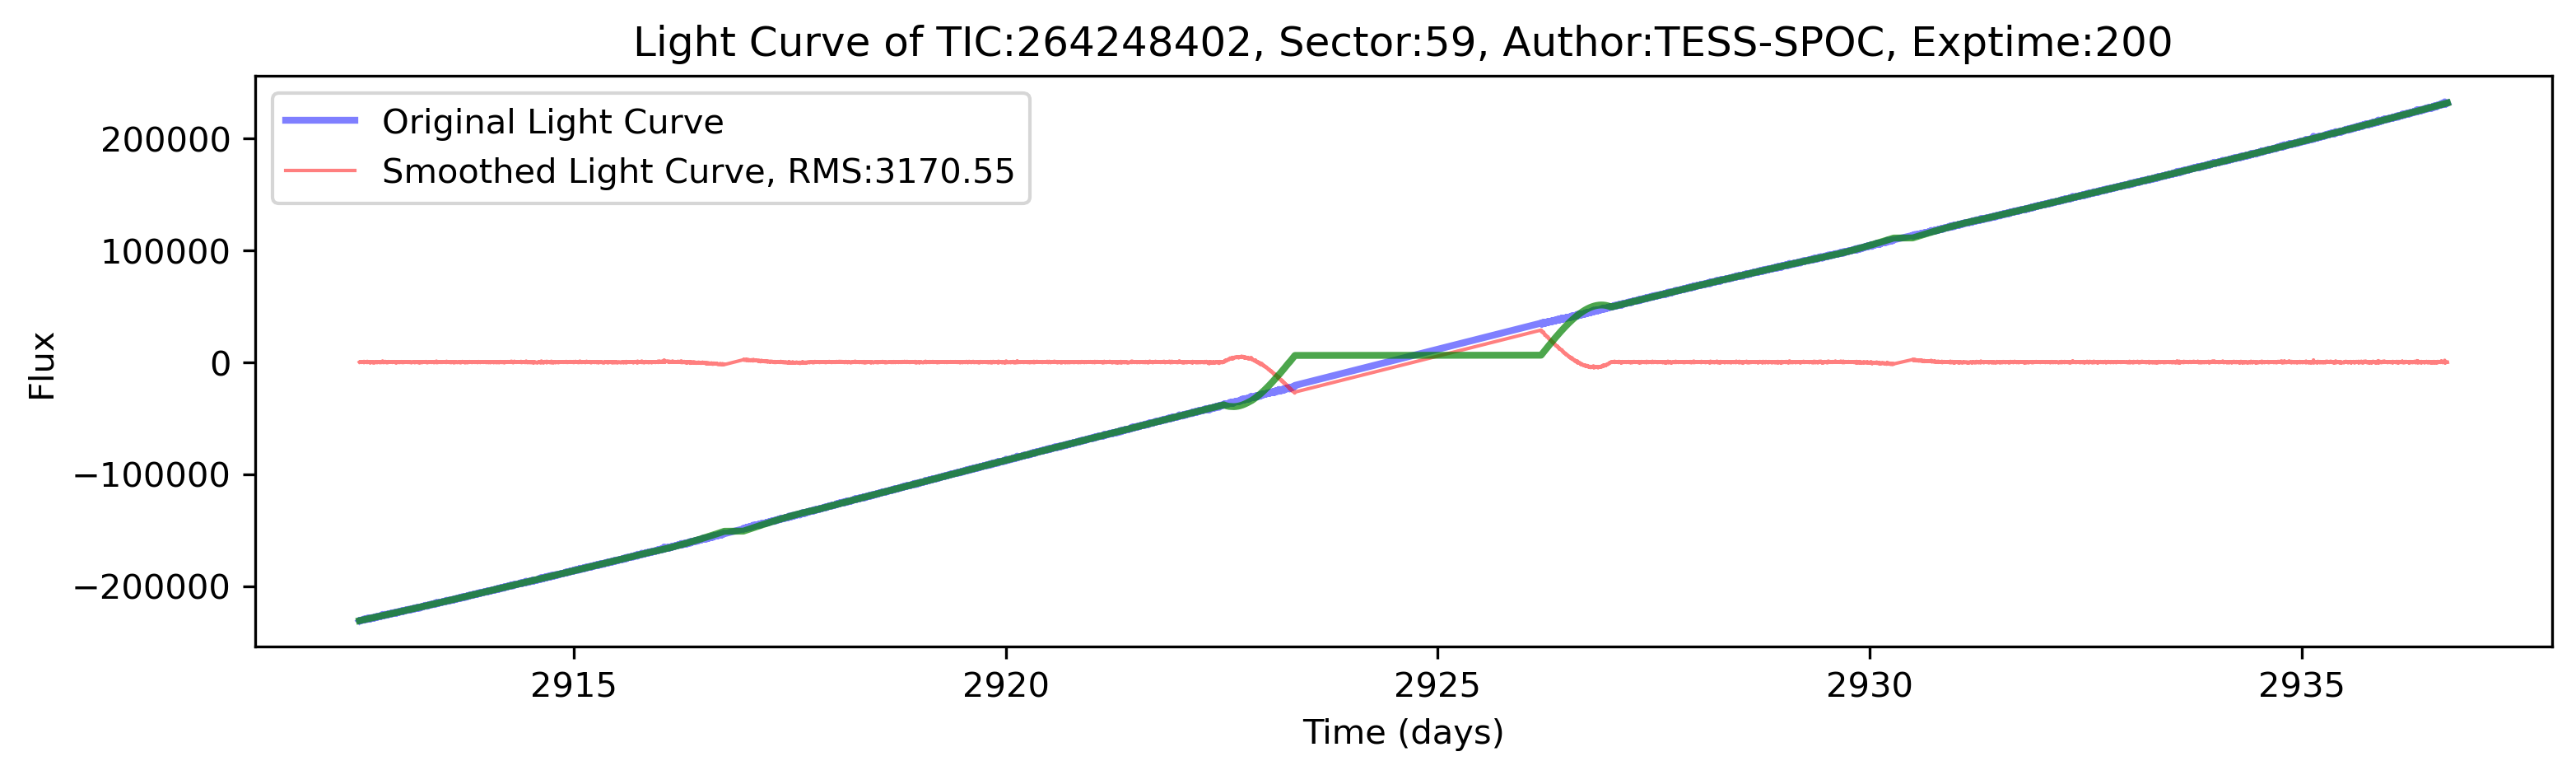 Light Curve of TIC:264248402, Sector:59, Author:TESS-SPOC, Exptime:200
Original Light Curve
Smoothed Light Curve, RMS:3170.55
Flux
200000
100000
0
−100000
−200000
2915 2920 2925 2930 2935
Time (days)